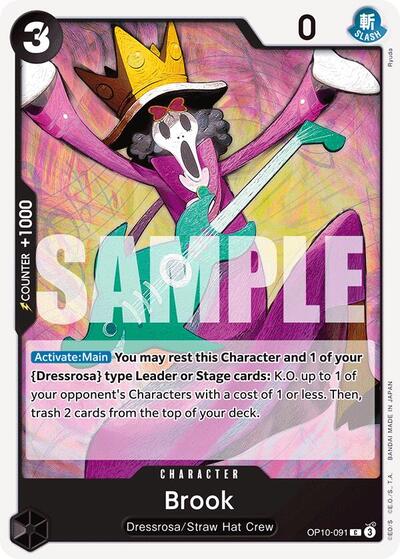 3
0
斬
SLASH
Ryuda
COUNTER +1000
SAMPLE
Activate:Main You may rest this Character and 1 of your
{Dressrosa} type Leader or Stage cards: K.O. up to 1 of
your opponent's Characters with a cost of 1 or less. Then,
trash 2 cards from the top of your deck.
©E.O./S., T.A. BANDAI MADE IN JAPAN
CHARACTER
Brook
Dressrosa/Straw Hat Crew
OP10-091 C 3